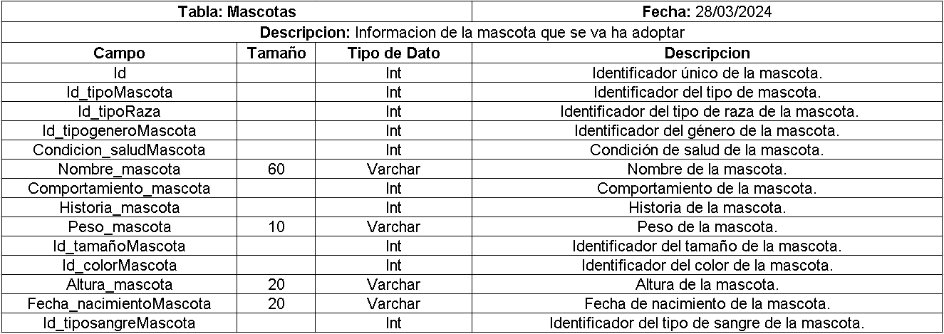 Tabla: Mascotas Fecha: 28/03/2024
Descripcion: Informacion de la mascota que se va ha adoptar
Campo Tamaño Tipo de Dato Descripcion
Id Int Identificador único de la mascota.
Id_tipoMascota Int Identificador del tipo de mascota.
Id_tipoRaza Int Identificador del tipo de raza de la mascota.
Id_tipogeneroMascota Int Identificador del género de la mascota.
Condicion_saludMascota Int Condición de salud de la mascota.
Nombre_mascota 60 Varchar Nombre de la mascota.
Comportamiento_mascota Int Comportamiento de la mascota.
Historia_mascota Int Historia de la mascota.
Peso_mascota 10 Varchar Peso de la mascota.
Id_tamañoMascota Int Identificador del tamaño de la mascota.
Id_colorMascota Int Identificador del color de la mascota.
Altura_mascota 20 Varchar Altura de la mascota.
Fecha_nacimientoMascota 20 Varchar Fecha de nacimiento de la mascota.
Id_tiposangreMascota Int Identificador del tipo de sangre de la mascota.